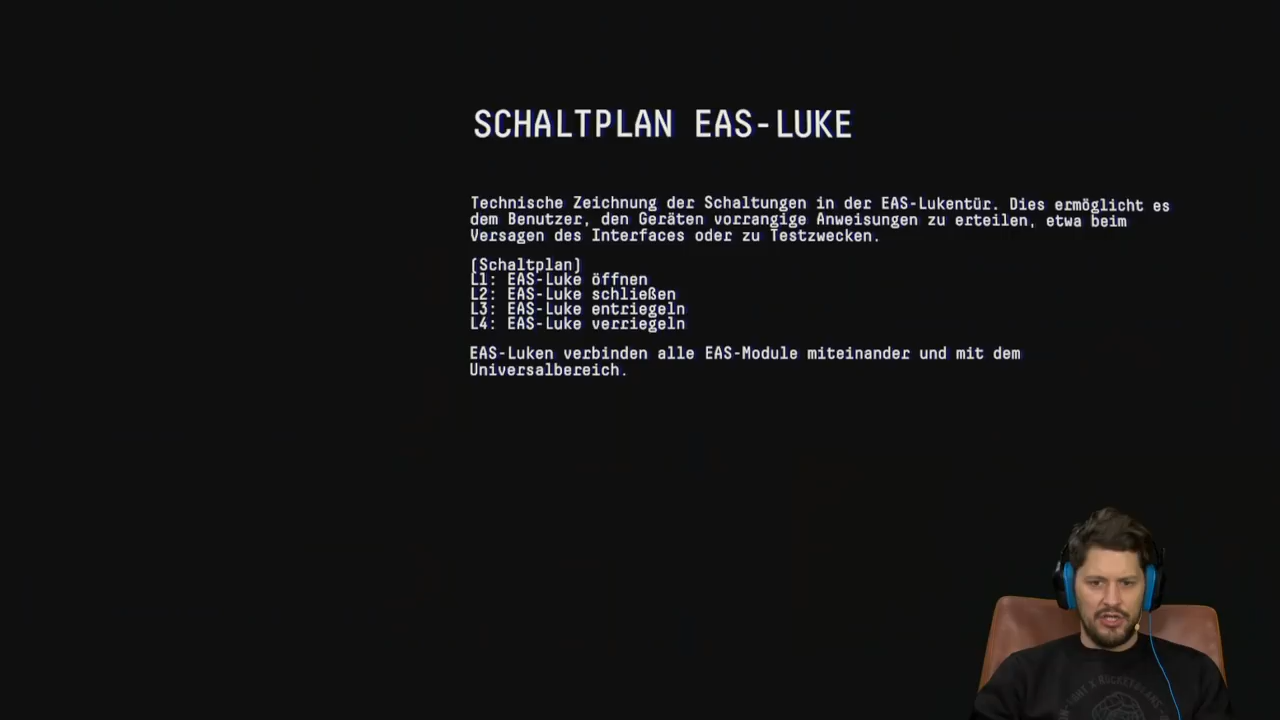 SCHALTPLAN EAS-LUKE
Technische Zeichnung der Schaltungen in der EAS-Lukentür. Dies ermöglicht es
dem Benutzer, den Geräten vorrangige Anweisungen zu erteilen, etwa beim
Versagen des Interfaces oder zu Testzwecken.
(Schaltplan)
L1: EAS-Luke öffnen
L2: EAS-Luke schließen
L3: EAS-Luke entriegeln
L4: EAS-Luke verriegeln
EAS-Luken verbinden alle EAS-Module miteinander und mit dem
Universalbereich.